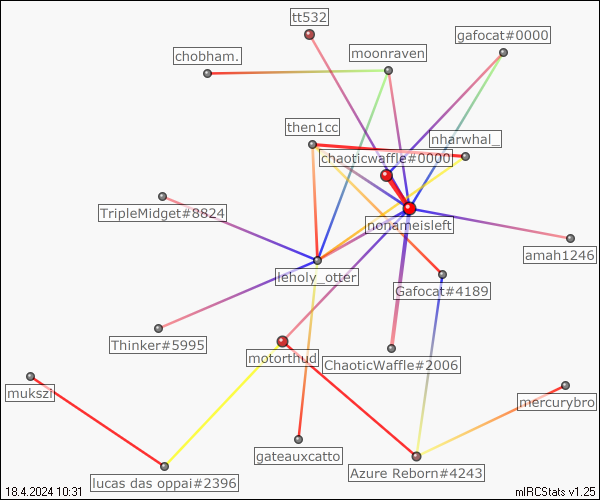 tt532
gafocat#0000
chobham.
moonraven
then1cc
nharwhal_
chaoticwaffle#0000
TripleMidget#8824
nonameisleft
amah1246
leholy_otter
Gafocat#4189
Thinker#5995
motorthud
ChaoticWaffle#2006
mukszi
mercurybro
gateauxcatto
Azure Reborn#4243
lucas das oppai#2396
18.4.2024 10:31
mIRCStats v1.25